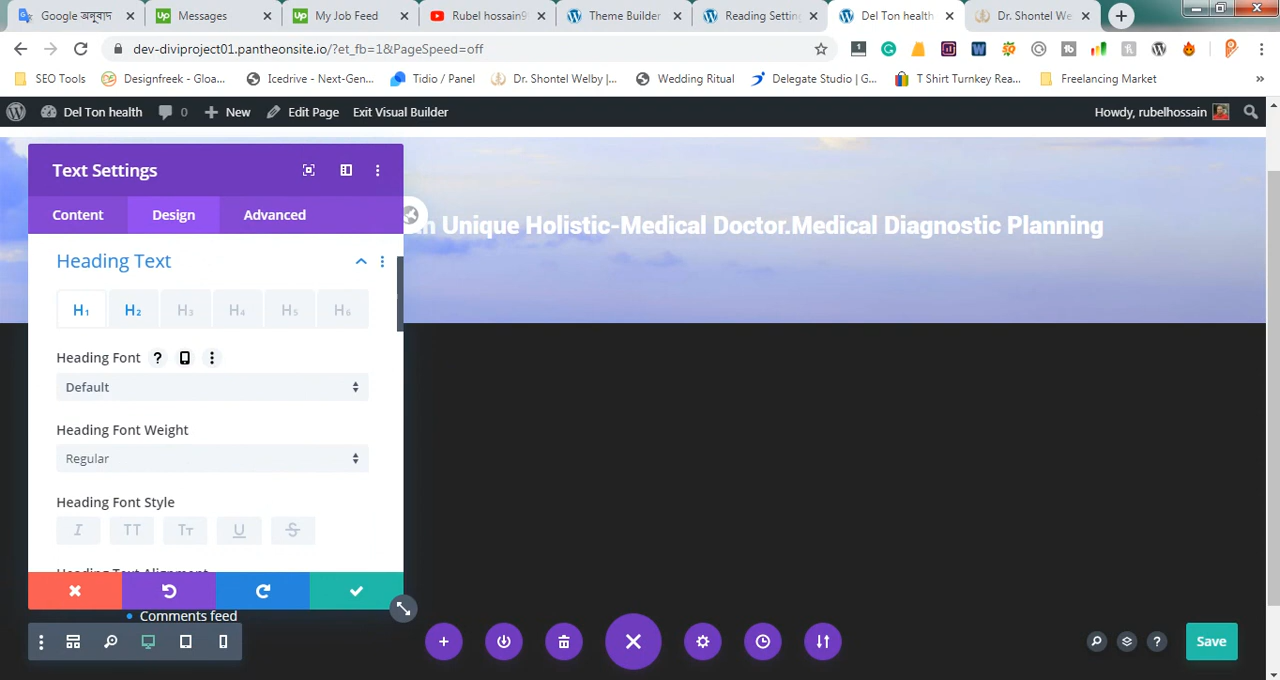 Google অনুবাদ
Messages
My Job Feed
Rubel hossain9
Theme Builder
Reading Settin
Del Ton health
Dr. Shontel We
dev-diviproject01.pantheonsite.io/?et_fb=1&PageSpeed=off
SEO Tools
Designfreek - Gloa...
Icedrive - Next-Gen...
Tidio / Panel
Dr. Shontel Welby |...
Wedding Ritual
Delegate Studio | G...
T Shirt Turnkey Rea...
Freelancing Market
Del Ton health
0
New
Edit Page
Exit Visual Builder
Howdy, rubelhossain
Text Settings
Content
Design
Advanced
n Unique Holistic-Medical Doctor.Medical Diagnostic Planning
Heading Text
H1 H2 H3 H4 H5 H6
Heading Font
Default
Heading Font Weight
Regular
Heading Font Style
I TT TT U S
Comments feed
Save